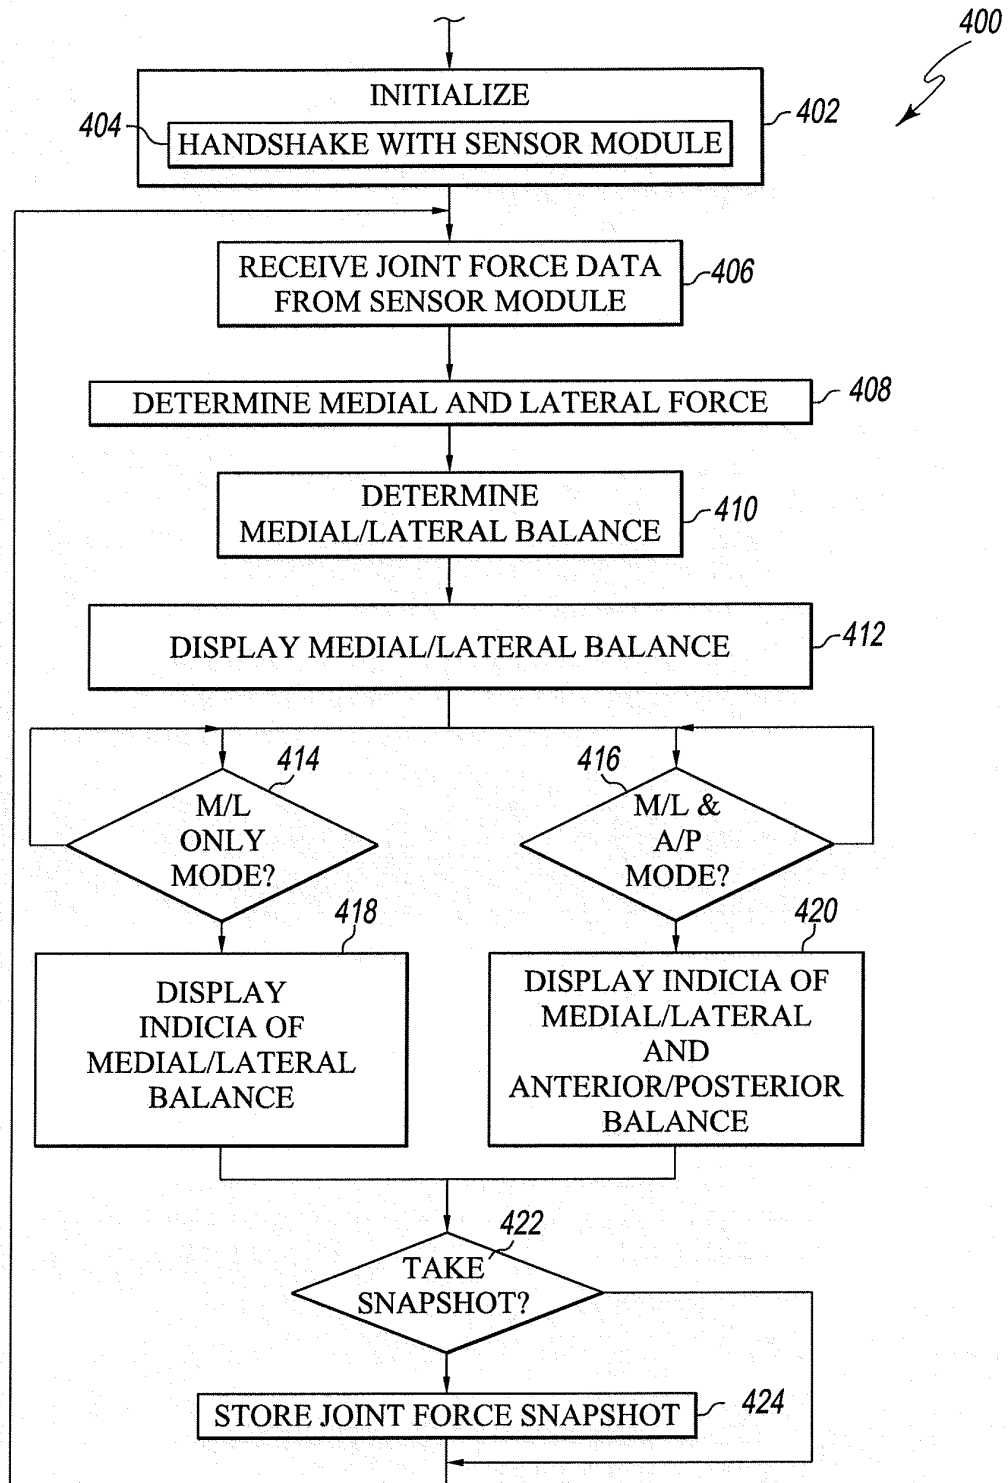 400
INITIALIZE
402
404
HANDSHAKE WITH SENSOR MODULE
RECEIVE JOINT FORCE DATA
FROM SENSOR MODULE
406
DETERMINE MEDIAL AND LATERAL FORCE
408
DETERMINE
MEDIAL/LATERAL BALANCE
410
DISPLAY MEDIAL/LATERAL BALANCE
412
414
M/L
ONLY
MODE?
416
M/L &
A/P
MODE?
418
DISPLAY
INDICIA OF
MEDIAL/LATERAL
BALANCE
420
DISPLAY INDICIA OF
MEDIAL/LATERAL
AND
ANTERIOR/POSTERIOR
BALANCE
422
TAKE
SNAPSHOT?
STORE JOINT FORCE SNAPSHOT
424